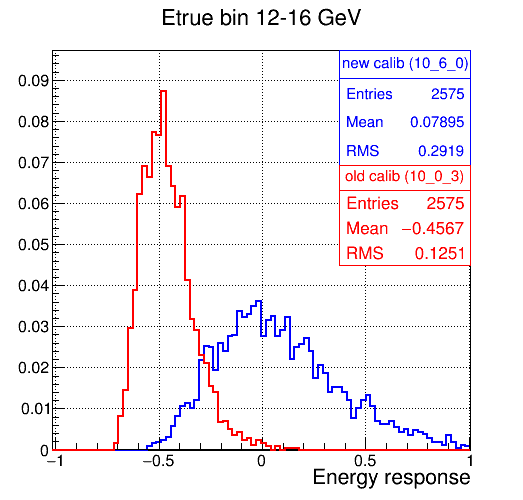 Etrue bin 12-16 GeV
new calib (10_6_0)
Entries 2575
Mean 0.07895
RMS 0.2919
old calib (10_0_3)
Entries 2575
Mean −0.4567
RMS 0.1251
0.09
0.08
0.07
0.06
0.05
0.04
0.03
0.02
0.01
0
−1 −0.5 0 0.5 1
Energy response